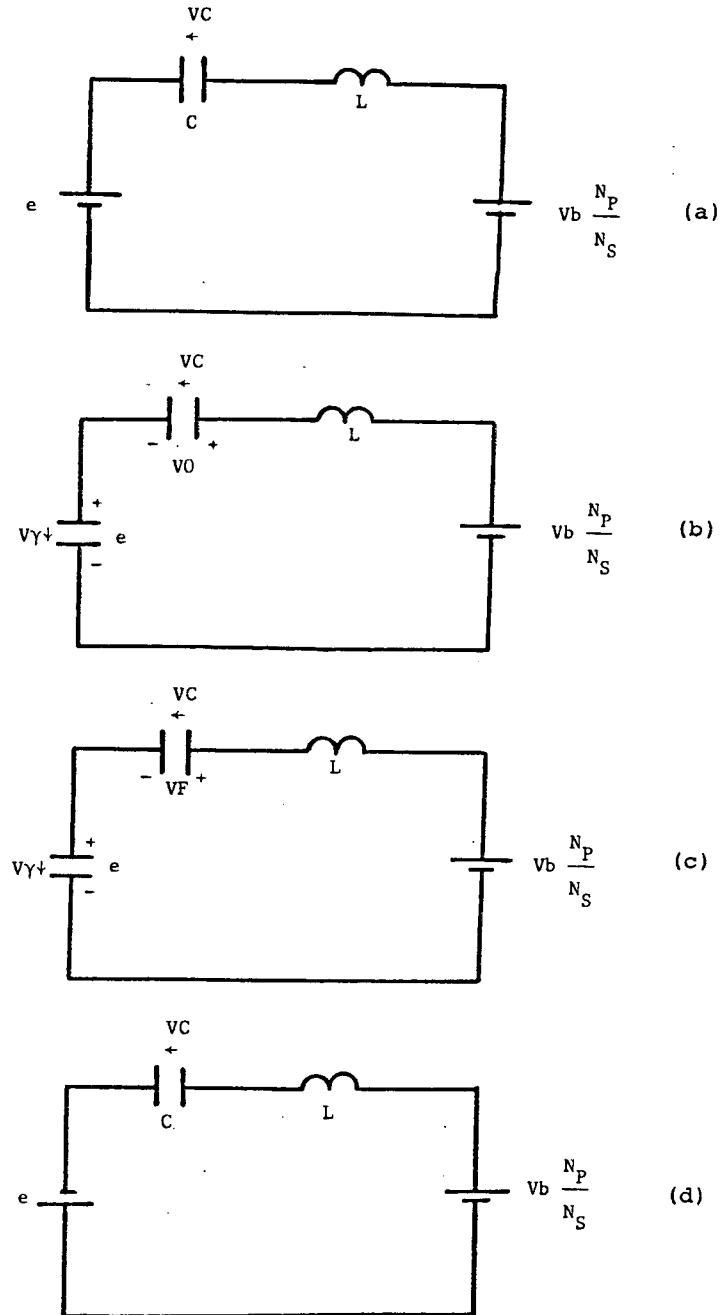 VC
←
C
L
e
Vb N_P/N_S
(a)
VC
←
- +
VO
L
+
Vγ↓ e
-
Vb N_P/N_S
(b)
VC
←
- VF +
L
+
Vγ↓ e
-
Vb N_P/N_S
(c)
VC
←
C
L
e
Vb N_P/N_S
(d)